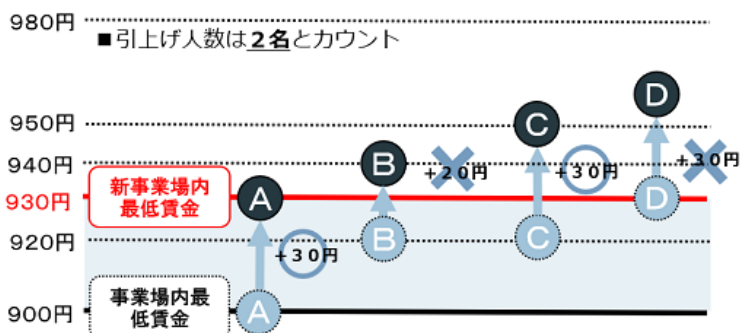 980円
■引上げ人数は2名とカウント
950円
940円
930円
920円
900円
新事業場内
最低賃金
事業場内最
低賃金
A
B
C
D
A
B
C
D
+30円
+20円
+30円
+30円